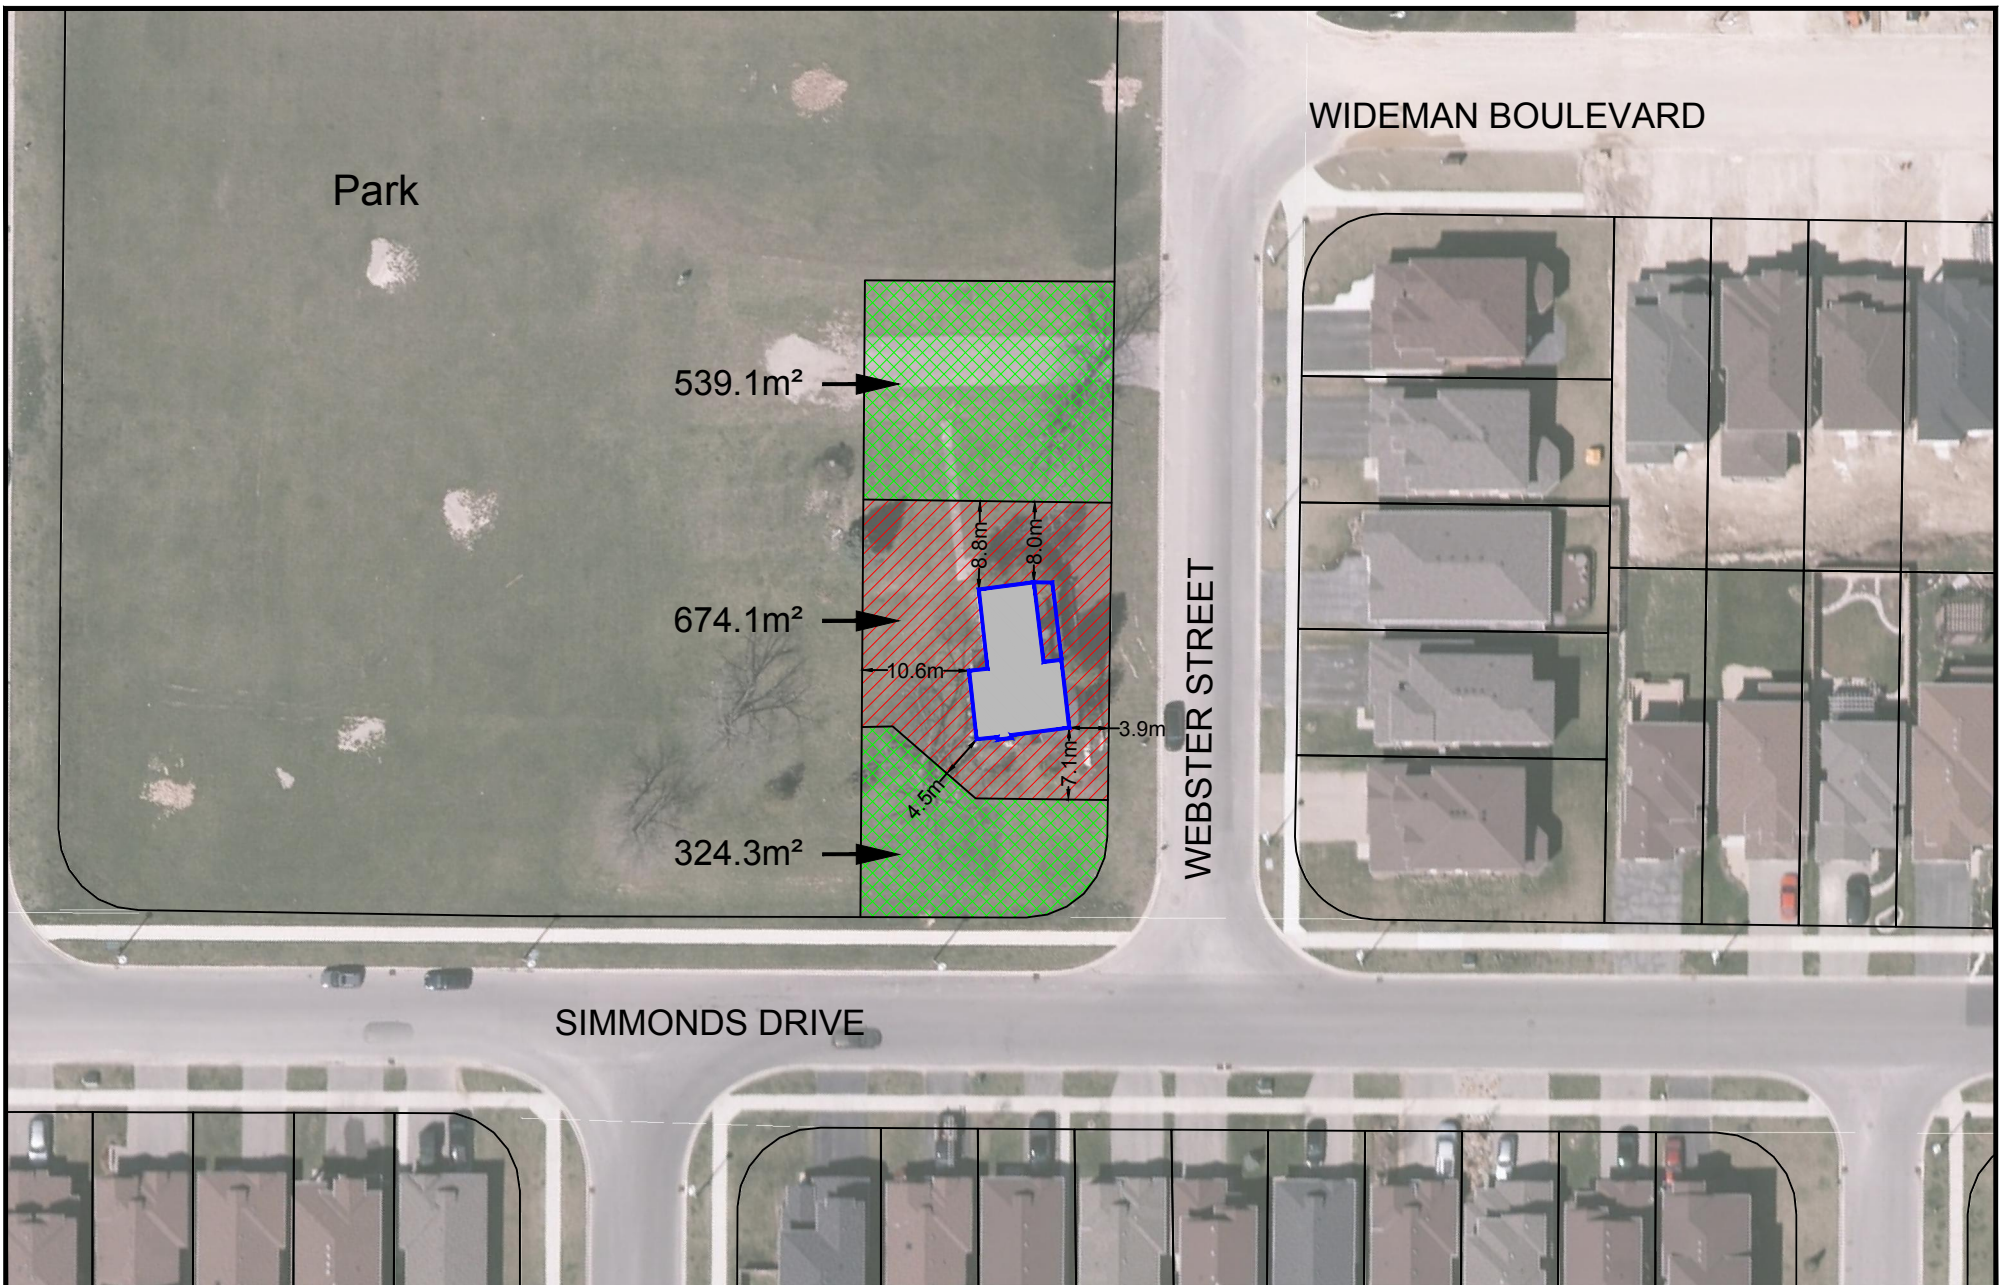 WIDEMAN BOULEVARD
Park
539.1m²
8.8m
8.0m
674.1m²
10.6m
3.9m
7.1m
4.5m
WEBSTER STREET
324.3m²
SIMMONDS DRIVE